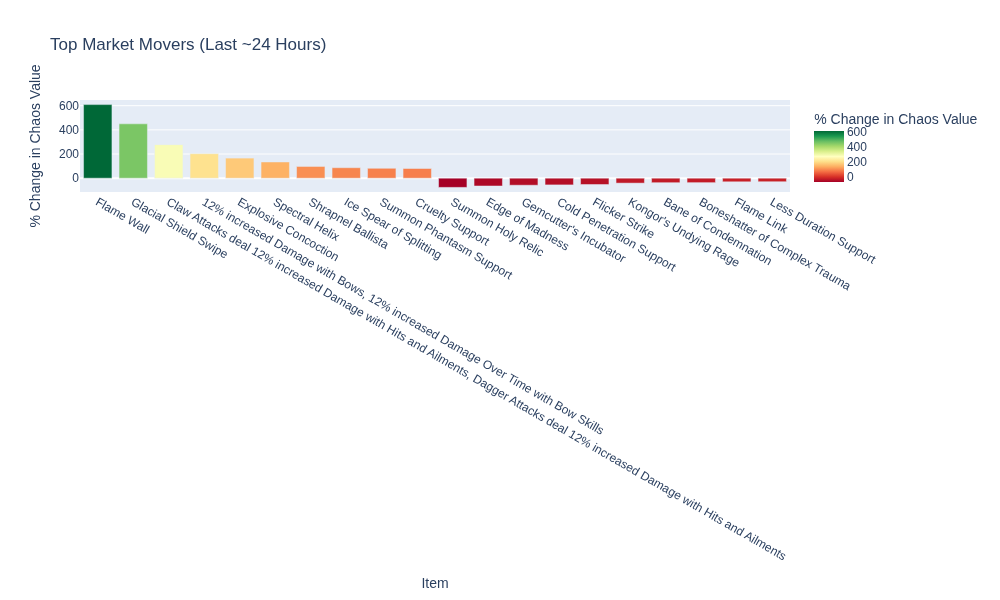 Top Market Movers (Last ~24 Hours)
% Change in Chaos Value
600
400
200
0
Flame Wall
Glacial Shield Swipe
Claw Attacks deal 12% increased Damage with Hits and Ailments, Dagger Attacks deal 12% increased Damage with Hits and Ailments
12% increased Damage with Bows, 12% increased Damage Over Time with Bow Skills
Explosive Concoction
Spectral Helix
Shrapnel Ballista
Ice Spear of Splitting
Summon Phantasm Support
Cruelty Support
Summon Holy Relic
Edge of Madness
Gemcutter's Incubator
Cold Penetration Support
Flicker Strike
Kongor's Undying Rage
Bane of Condemnation
Boneshatter of Complex Trauma
Flame Link
Less Duration Support
Item
% Change in Chaos Value
600
400
200
0